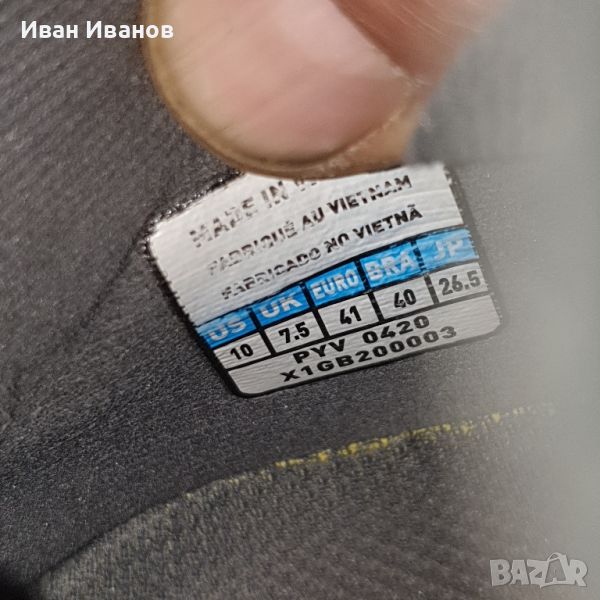 Иван Иванов
MADE IN
FABRIQUÉ AU VIETNAM
FABRICADO NO VIETNÃ
US UK EURO BRA JP
10 7.5 41 40 26.5
PYV 0420
X1GB200003
BAZAR